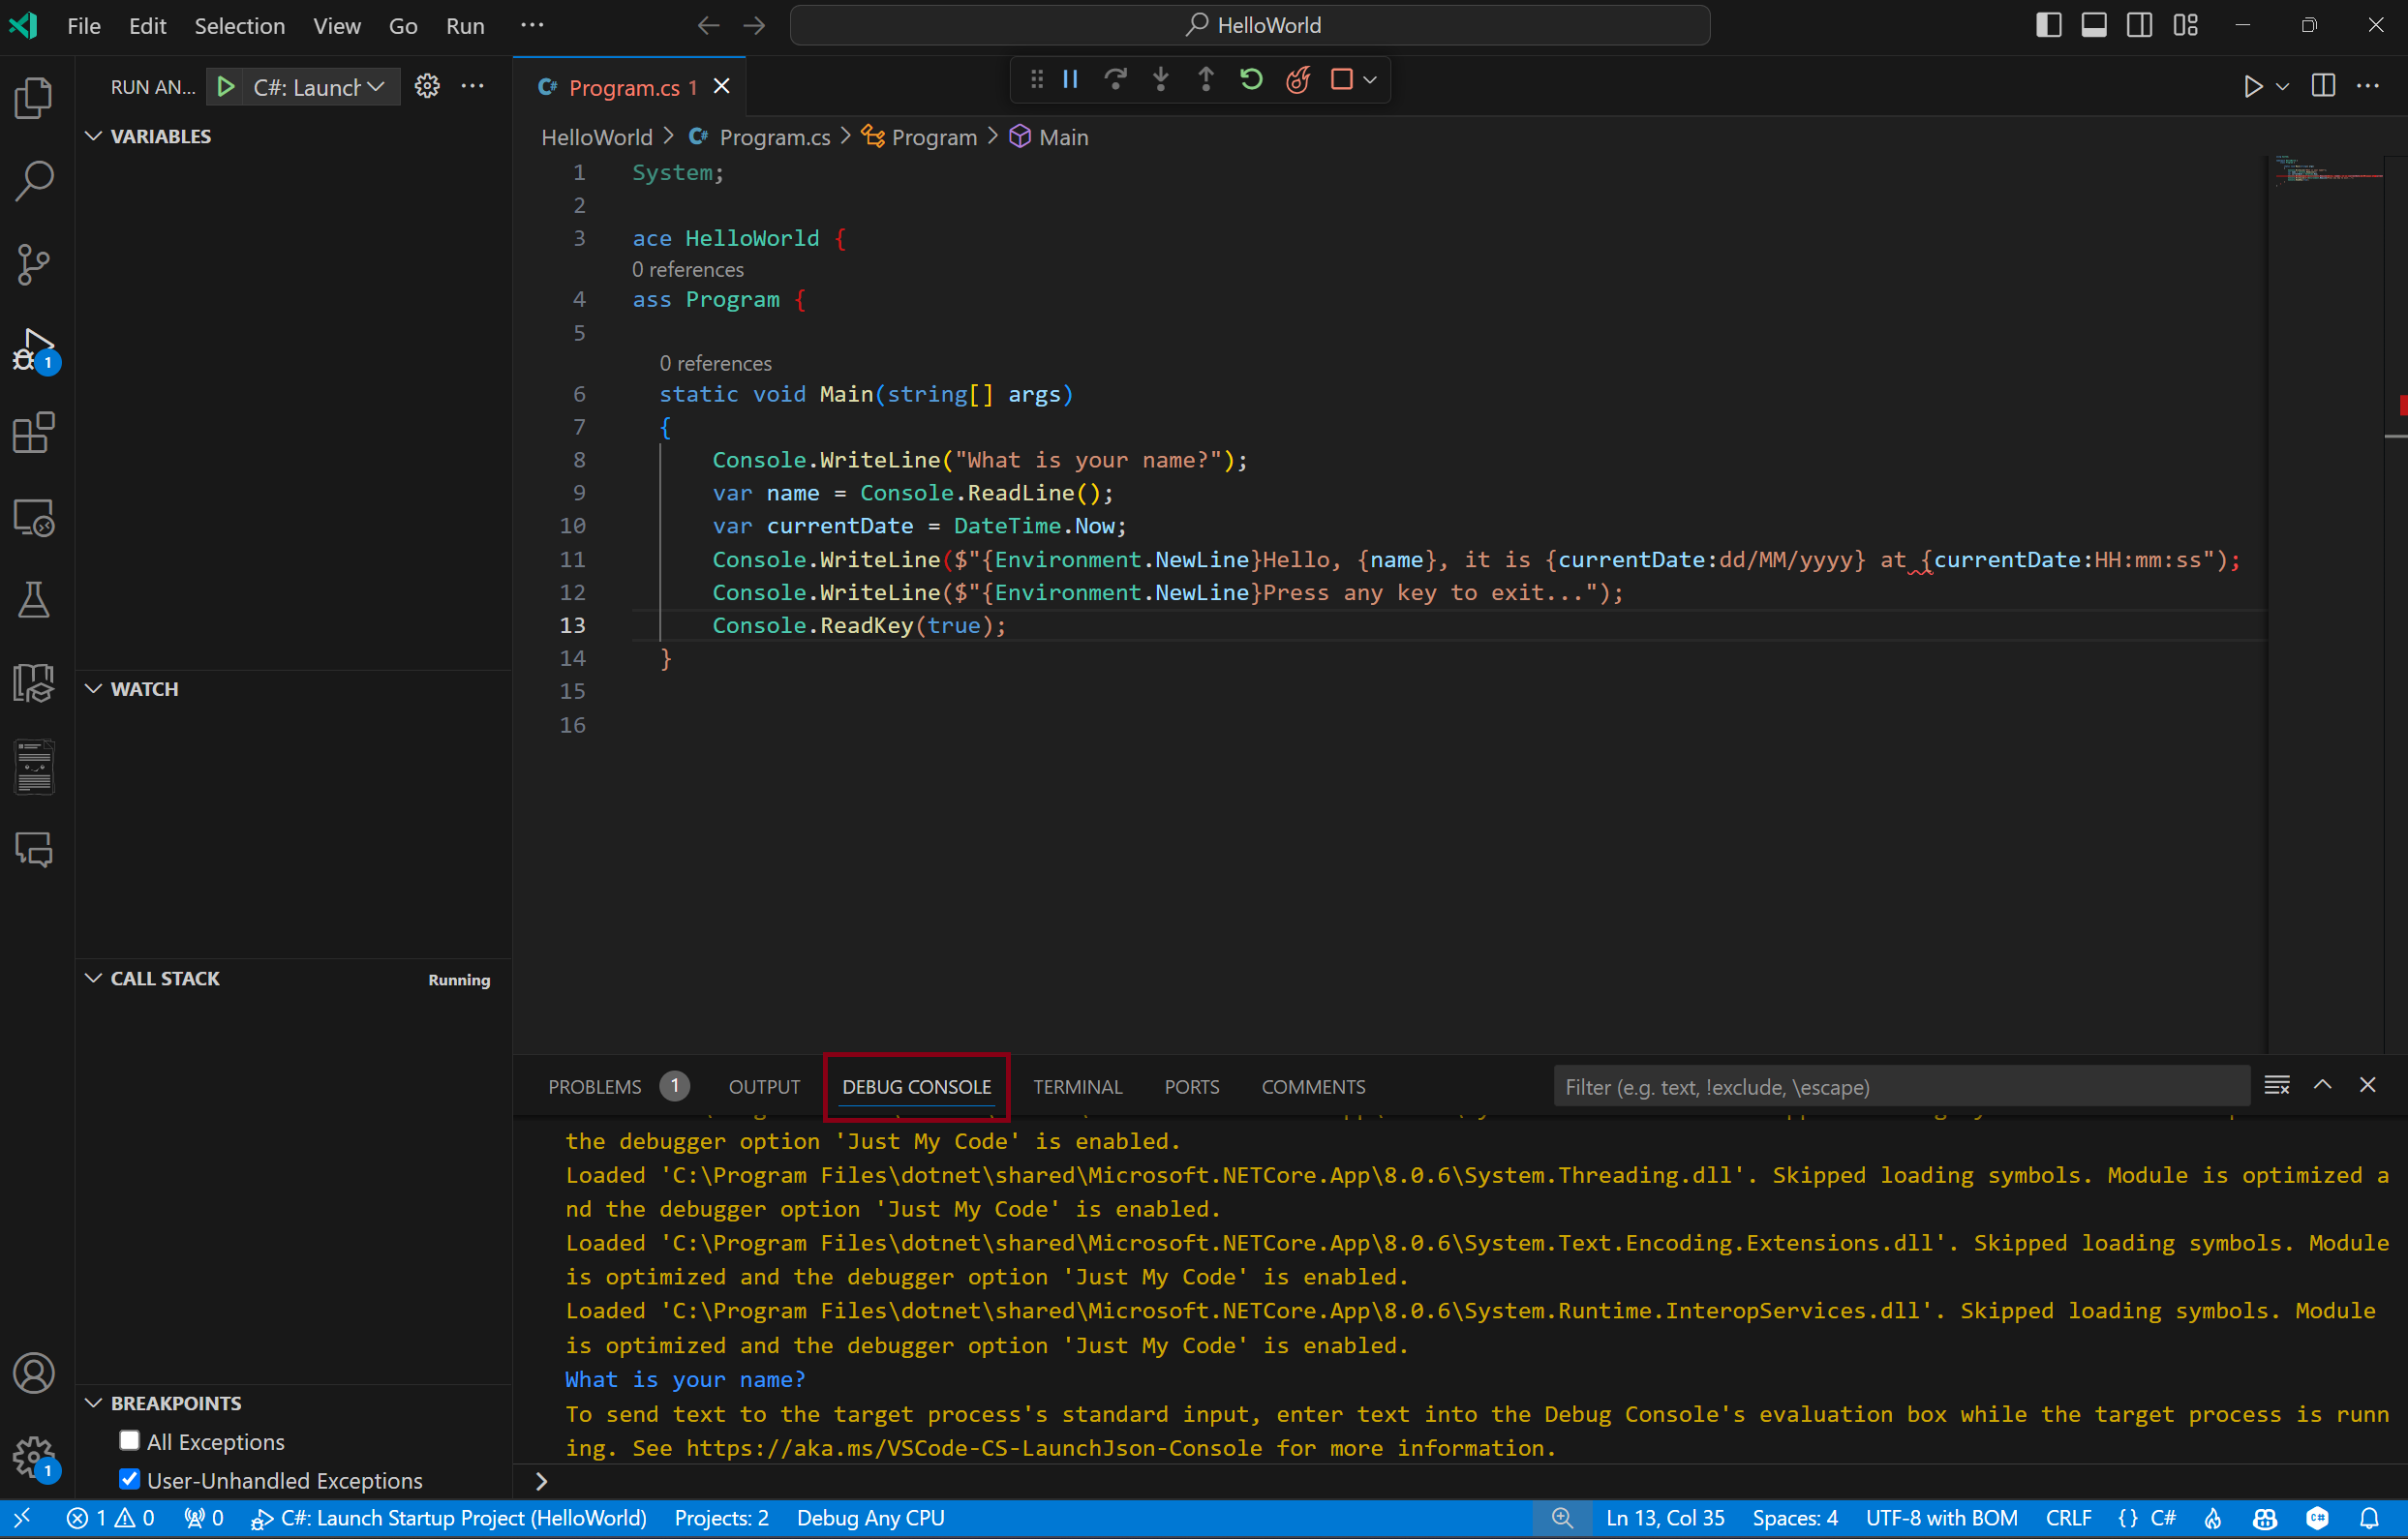 File Edit Selection View Go Run ···
HelloWorld
RUN AN... C#: Launch
Program.cs 1
HelloWorld > Program.cs > Program > Main
VARIABLES
1 System;
2
3 ace HelloWorld {
0 references
4 ass Program {
5
0 references
6 static void Main(string[] args)
7 {
8 Console.WriteLine("What is your name?");
9 var name = Console.ReadLine();
10 var currentDate = DateTime.Now;
11 Console.WriteLine($"{Environment.NewLine}Hello, {name}, it is {currentDate:dd/MM/yyyy} at {currentDate:HH:mm:ss");
12 Console.WriteLine($"{Environment.NewLine}Press any key to exit...");
13 Console.ReadKey(true);
14 }
15
16
1
WATCH
CALL STACK Running
BREAKPOINTS
All Exceptions
User-Unhandled Exceptions
1
PROBLEMS 1 OUTPUT DEBUG CONSOLE TERMINAL PORTS COMMENTS
Filter (e.g. text, !exclude, \escape)
the debugger option 'Just My Code' is enabled.
Loaded 'C:\Program Files\dotnet\shared\Microsoft.NETCore.App\8.0.6\System.Threading.dll'. Skipped loading symbols. Module is optimized a
nd the debugger option 'Just My Code' is enabled.
Loaded 'C:\Program Files\dotnet\shared\Microsoft.NETCore.App\8.0.6\System.Text.Encoding.Extensions.dll'. Skipped loading symbols. Module
is optimized and the debugger option 'Just My Code' is enabled.
Loaded 'C:\Program Files\dotnet\shared\Microsoft.NETCore.App\8.0.6\System.Runtime.InteropServices.dll'. Skipped loading symbols. Module
is optimized and the debugger option 'Just My Code' is enabled.
What is your name?
To send text to the target process's standard input, enter text into the Debug Console's evaluation box while the target process is runn
ing. See https://aka.ms/VSCode-CS-LaunchJson-Console for more information.
>
1 0 0 C#: Launch Startup Project (HelloWorld) Projects: 2 Debug Any CPU Ln 13, Col 35 Spaces: 4 UTF-8 with BOM CRLF {} C#